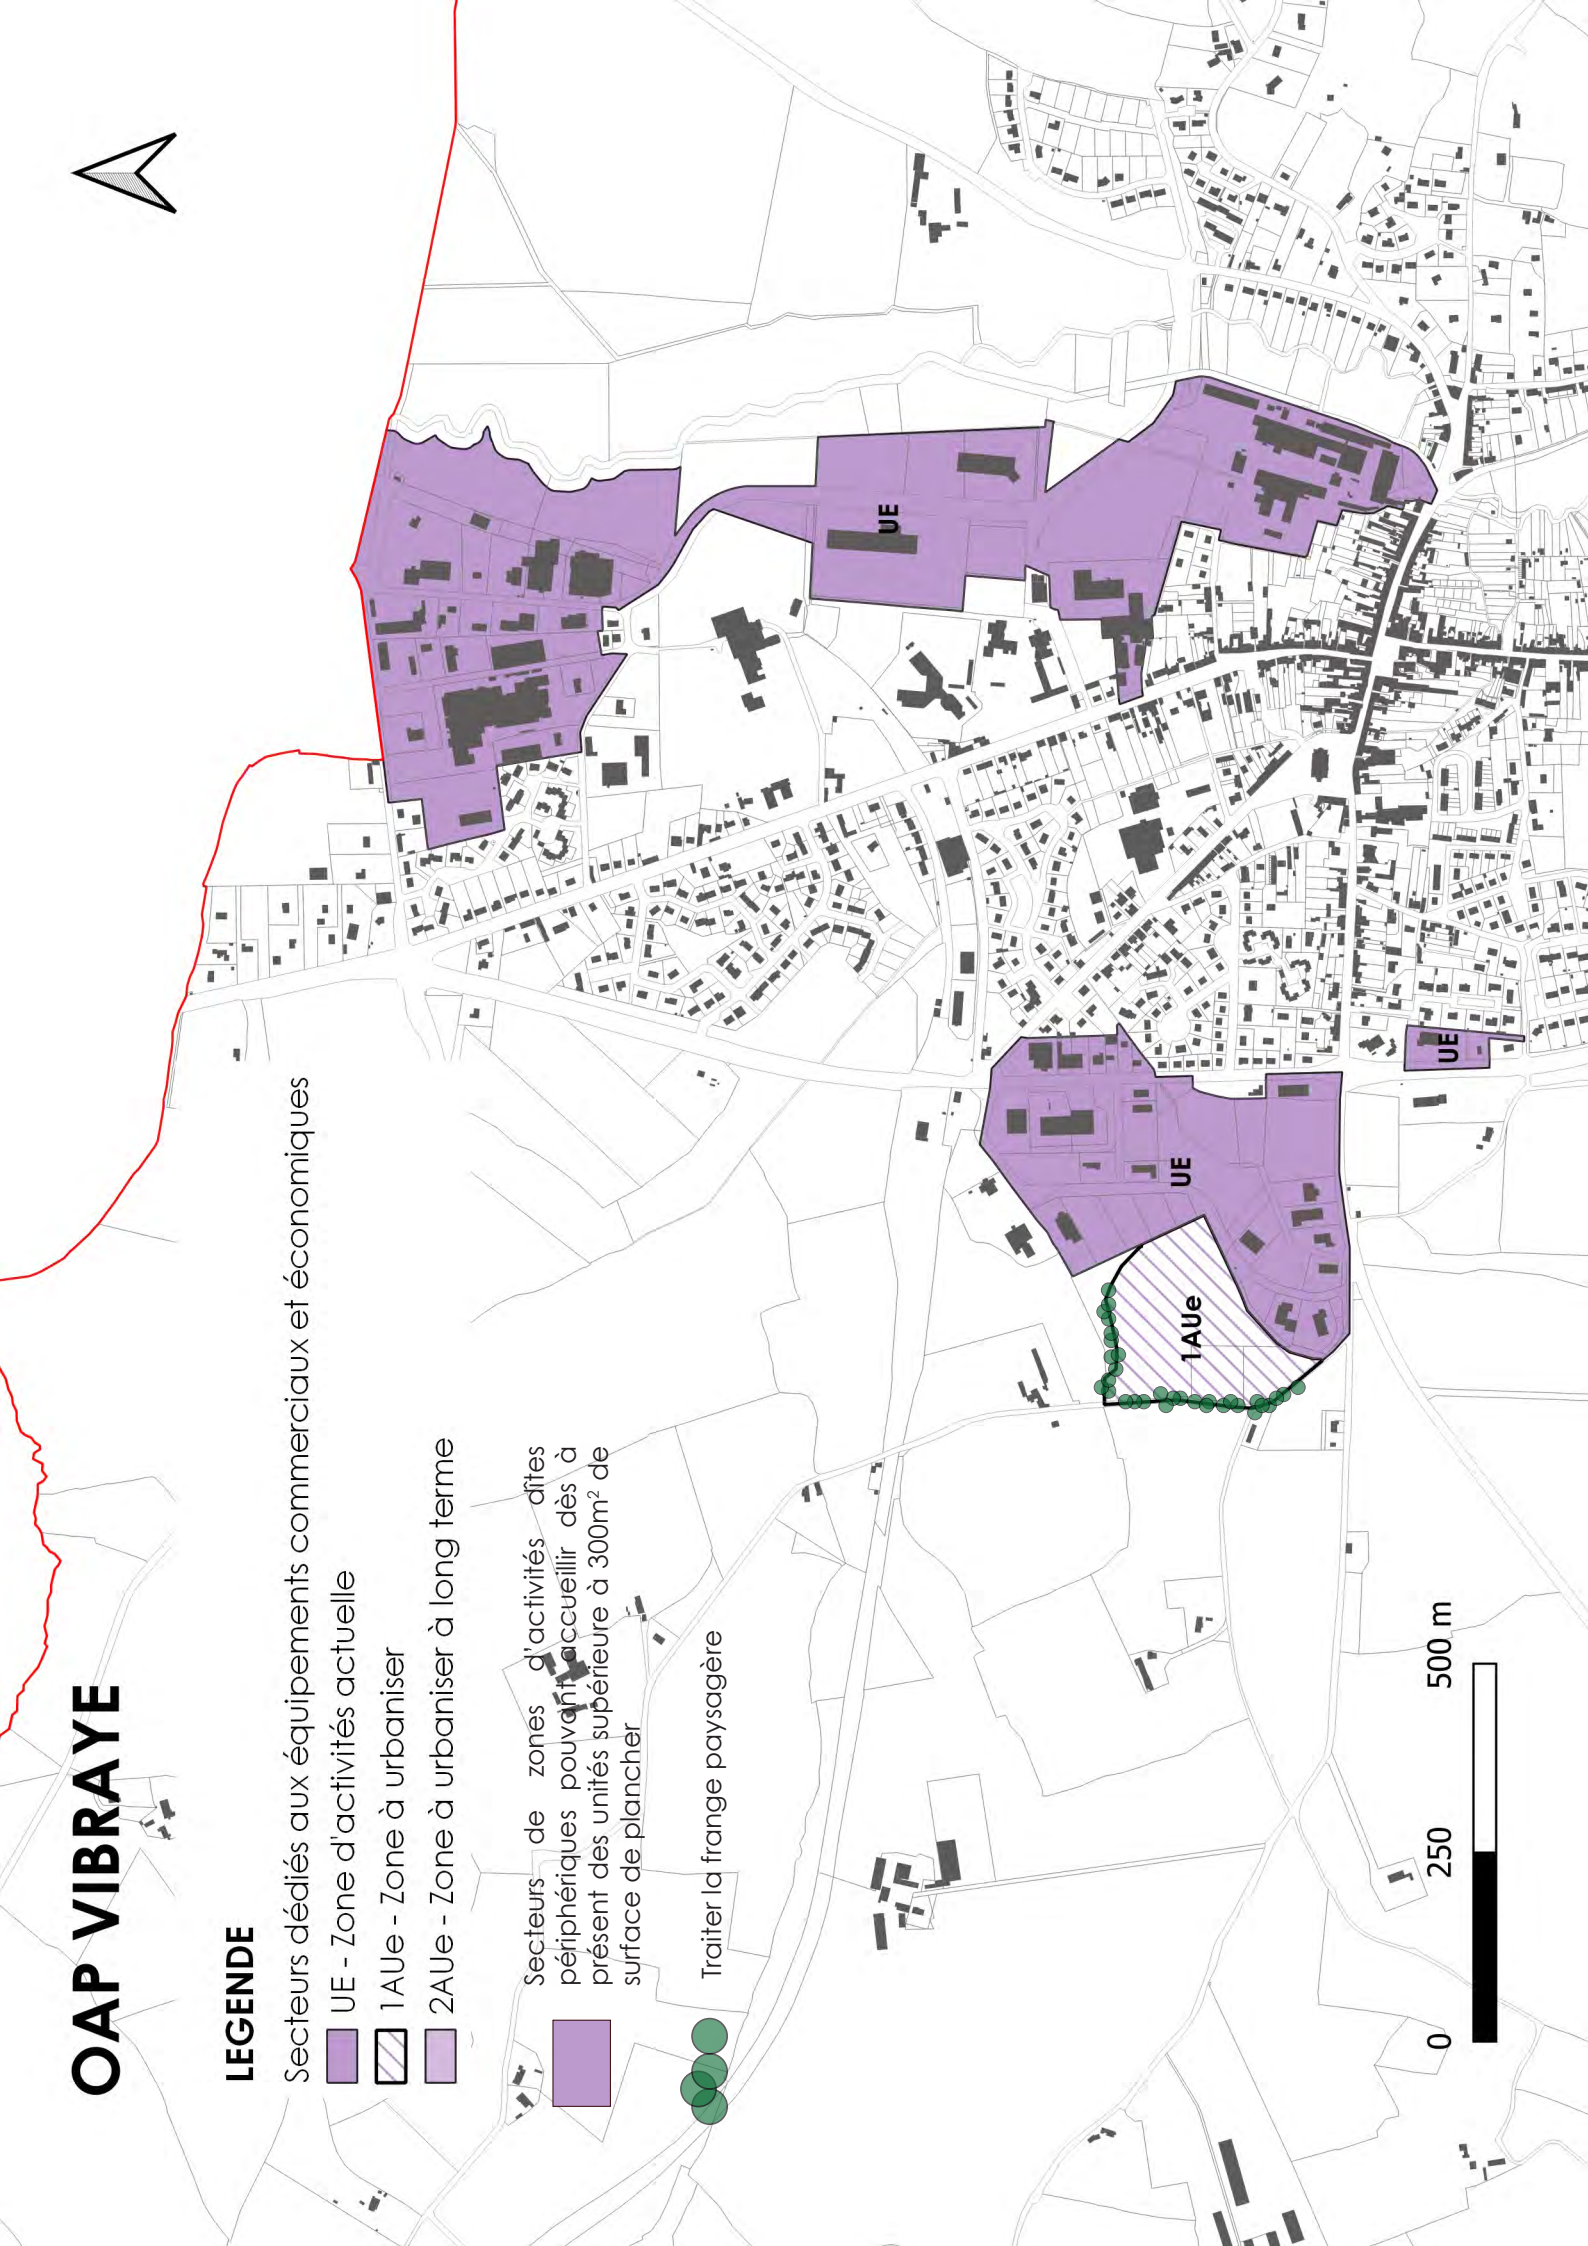 OAP VIBRAYE
LEGENDE
Secteurs dédiés aux équipements commerciaux et économiques
UE - Zone d'activités actuelle
1AUe - Zone à urbaniser
2AUe - Zone à urbaniser à long terme
Secteurs de zones d'activités dîtes
périphériques pouvant accueillir dès à
présent des unités supérieure à 300m² de
surface de plancher
Traiter la frange paysagère
UE
UE
UE
1AUe
0 250 500 m